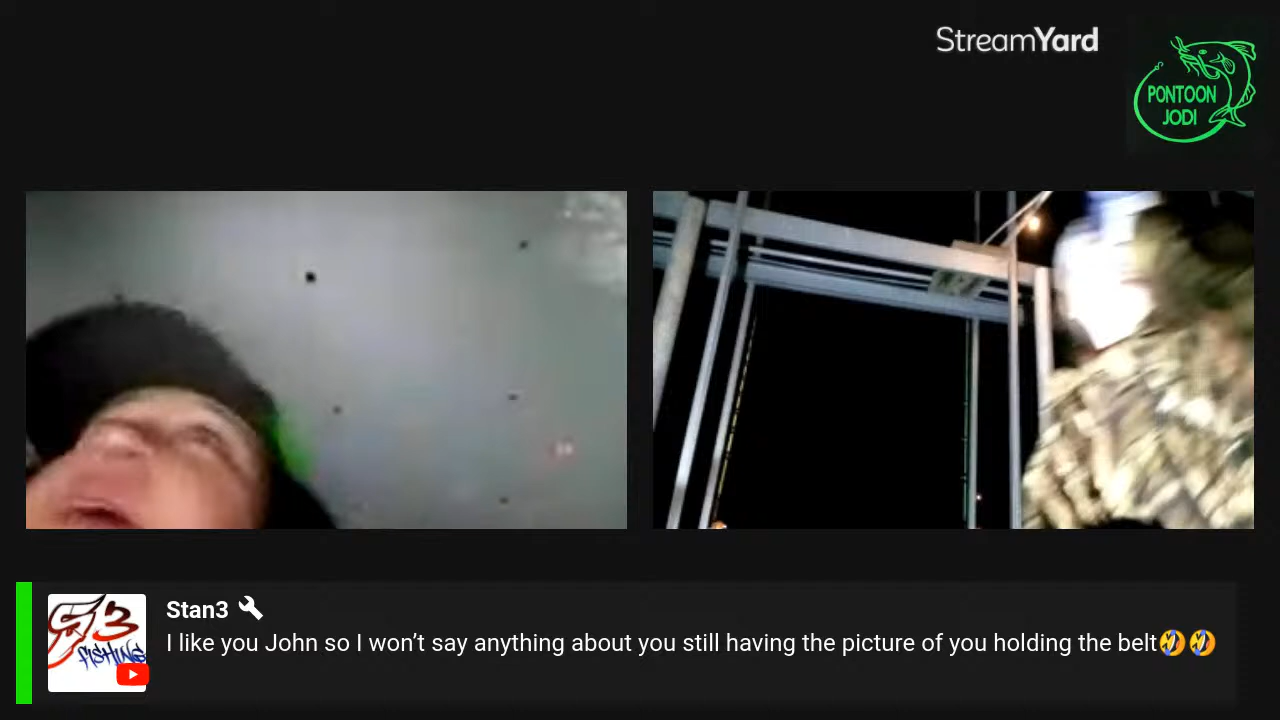 StreamYard
PONTOON
JODI
Stan3
I like you John so I won’t say anything about you still having the picture of you holding the belt🤣🤣
FISHING